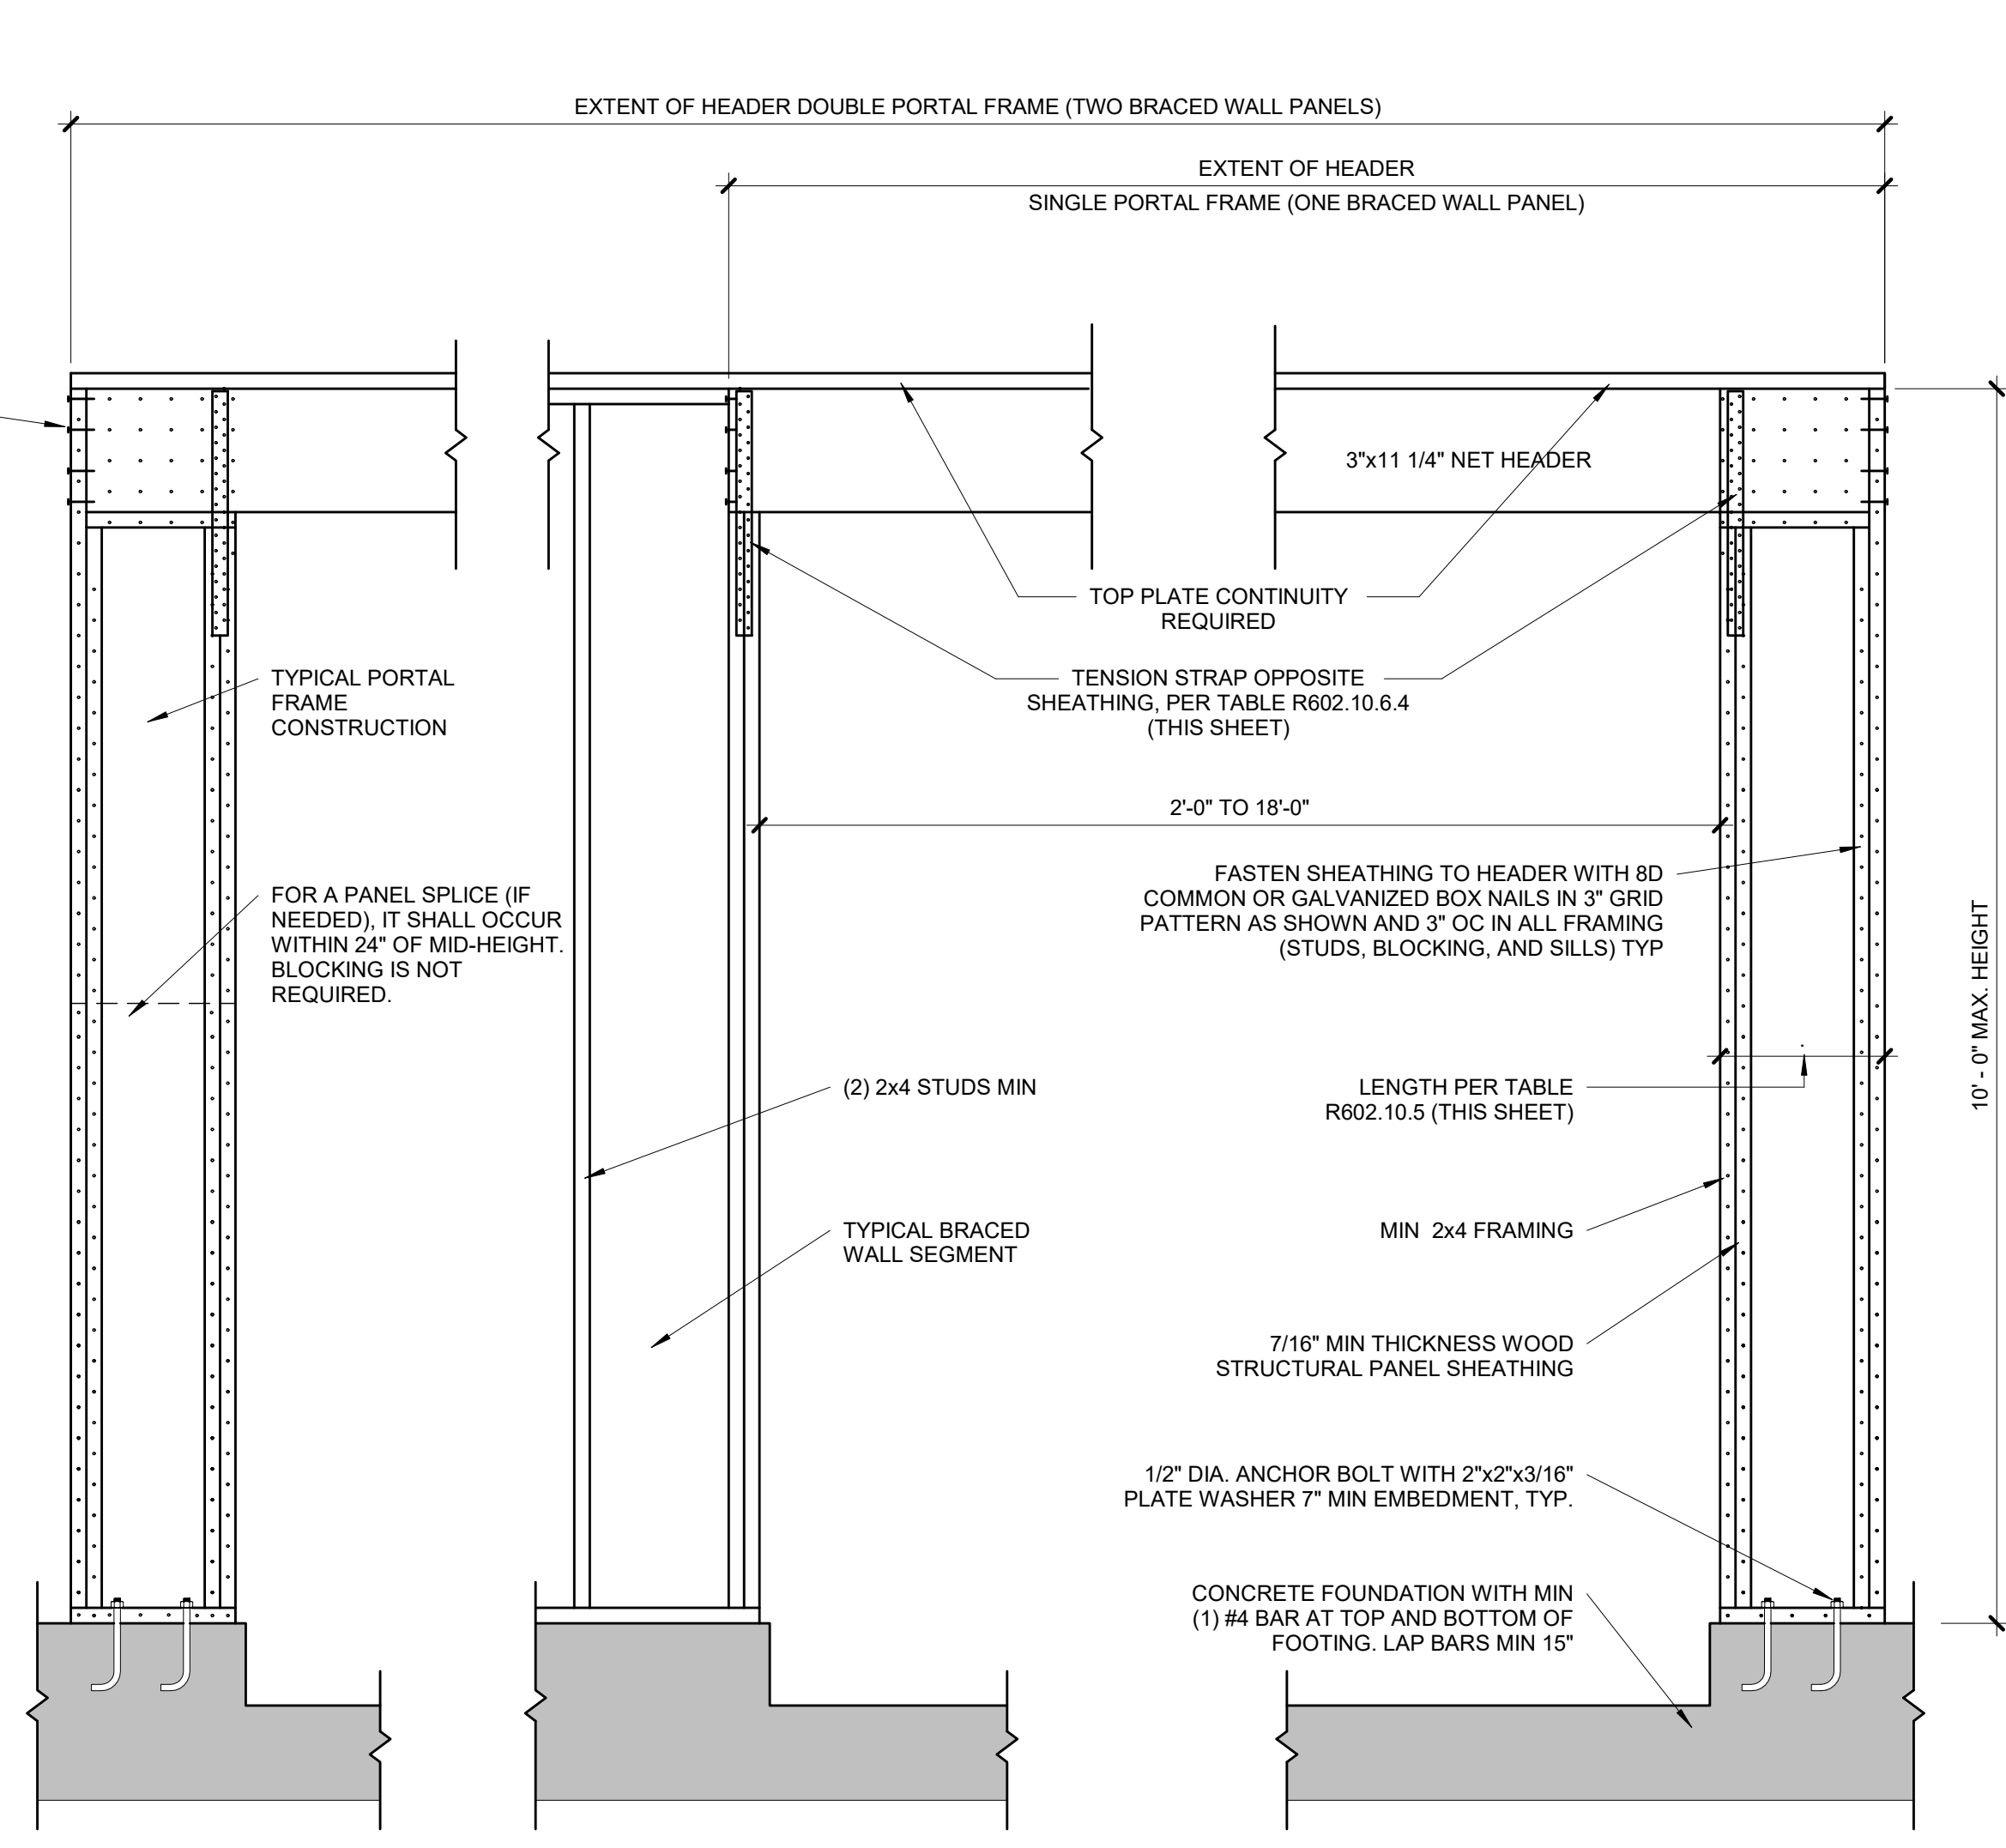 EXTENT OF HEADER DOUBLE PORTAL FRAME (TWO BRACED WALL PANELS)
EXTENT OF HEADER
SINGLE PORTAL FRAME (ONE BRACED WALL PANEL)
3"x11 1/4" NET HEADER
TOP PLATE CONTINUITY
REQUIRED
TENSION STRAP OPPOSITE
SHEATHING, PER TABLE R602.10.6.4
(THIS SHEET)
TYPICAL PORTAL
FRAME
CONSTRUCTION
2'-0" TO 18'-0"
FOR A PANEL SPLICE (IF
NEEDED), IT SHALL OCCUR
WITHIN 24" OF MID-HEIGHT.
BLOCKING IS NOT
REQUIRED.
FASTEN SHEATHING TO HEADER WITH 8D
COMMON OR GALVANIZED BOX NAILS IN 3" GRID
PATTERN AS SHOWN AND 3" OC IN ALL FRAMING
(STUDS, BLOCKING, AND SILLS) TYP
10' - 0" MAX. HEIGHT
(2) 2x4 STUDS MIN
LENGTH PER TABLE
R602.10.5 (THIS SHEET)
TYPICAL BRACED
WALL SEGMENT
MIN  2x4 FRAMING
7/16" MIN THICKNESS WOOD
STRUCTURAL PANEL SHEATHING
1/2" DIA. ANCHOR BOLT WITH 2"x2"x3/16"
PLATE WASHER 7" MIN EMBEDMENT, TYP.
CONCRETE FOUNDATION WITH MIN
(1) #4 BAR AT TOP AND BOTTOM OF
FOOTING. LAP BARS MIN 15"